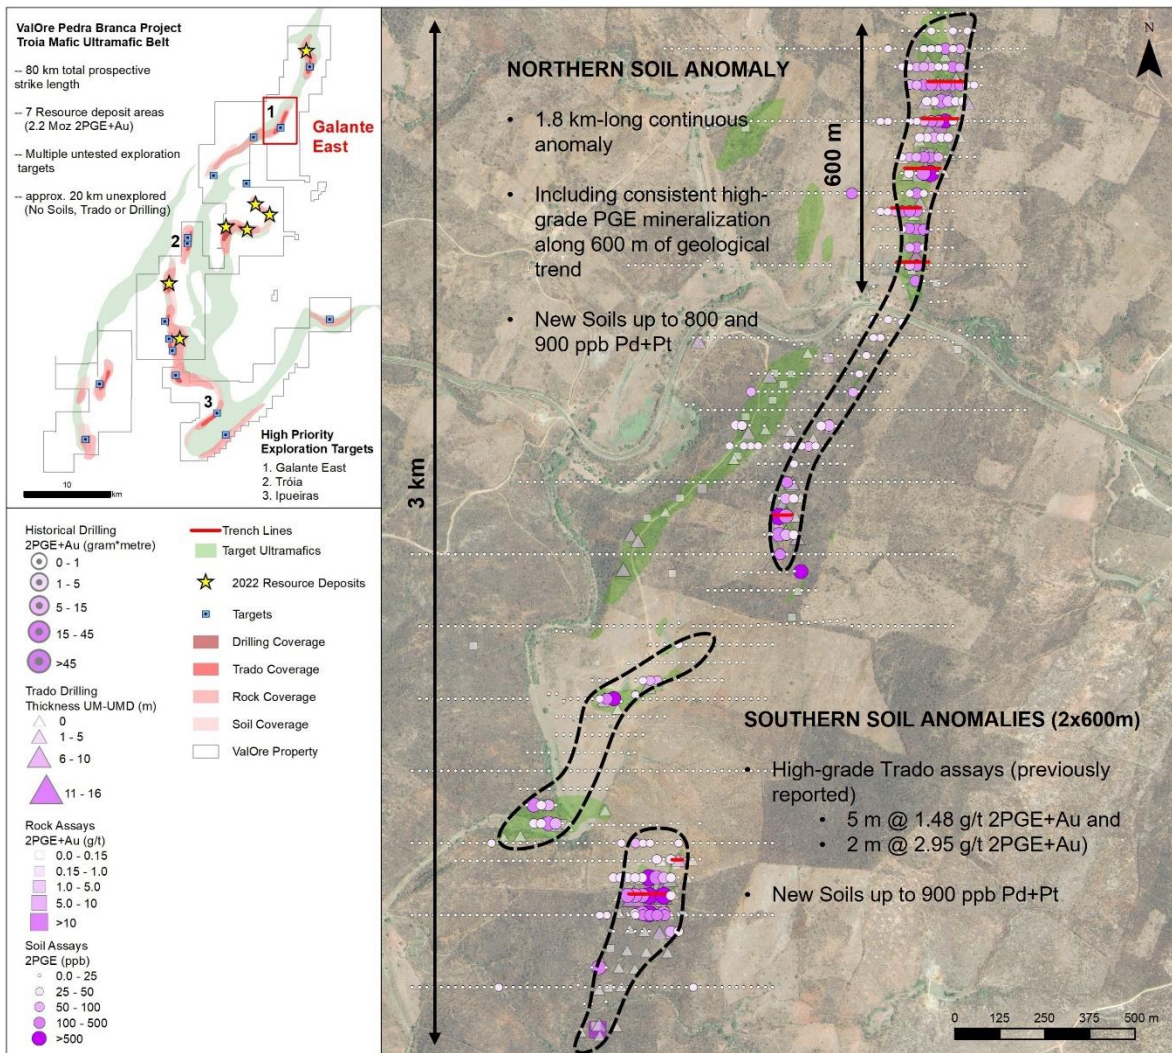 ValOre Pedra Branca Project
Troia Mafic Ultramafic Belt
-- 80 km total prospective
strike length
-- 7 Resource deposit areas
(2.2 Moz 2PGE+Au)
-- Multiple untested exploration
targets
-- approx. 20 km unexplored
(No Soils, Trado or Drilling)
1
Galante
East
2
3
High Priority
Exploration Targets
1. Galante East
2. Tróia
3. Ipueiras
10
km
Historical Drilling
2PGE+Au (gram*metre)
0 - 1
1 - 5
5 - 15
15 - 45
>45
Trado Drilling
Thickness UM-UMD (m)
0
1 - 5
6 - 10
11 - 16
Rock Assays
2PGE+Au (g/t)
0.0 - 0.15
0.15 - 1.0
1.0 - 5.0
5.0 - 10
>10
Soil Assays
2PGE (ppb)
0.0 - 25
25 - 50
50 - 100
100 - 500
>500
Trench Lines
Target Ultramafics
2022 Resource Deposits
Targets
Drilling Coverage
Trado Coverage
Rock Coverage
Soil Coverage
ValOre Property
3 km
NORTHERN SOIL ANOMALY
• 1.8 km-long continuous
anomaly
• Including consistent high-
grade PGE mineralization
along 600 m of geological
trend
• New Soils up to 800 and
900 ppb Pd+Pt
600 m
N
SOUTHERN SOIL ANOMALIES (2x600m)
• High-grade Trado assays (previously
reported)
• 5 m @ 1.48 g/t 2PGE+Au and
• 2 m @ 2.95 g/t 2PGE+Au)
• New Soils up to 900 ppb Pd+Pt
0 125 250 375 500 m